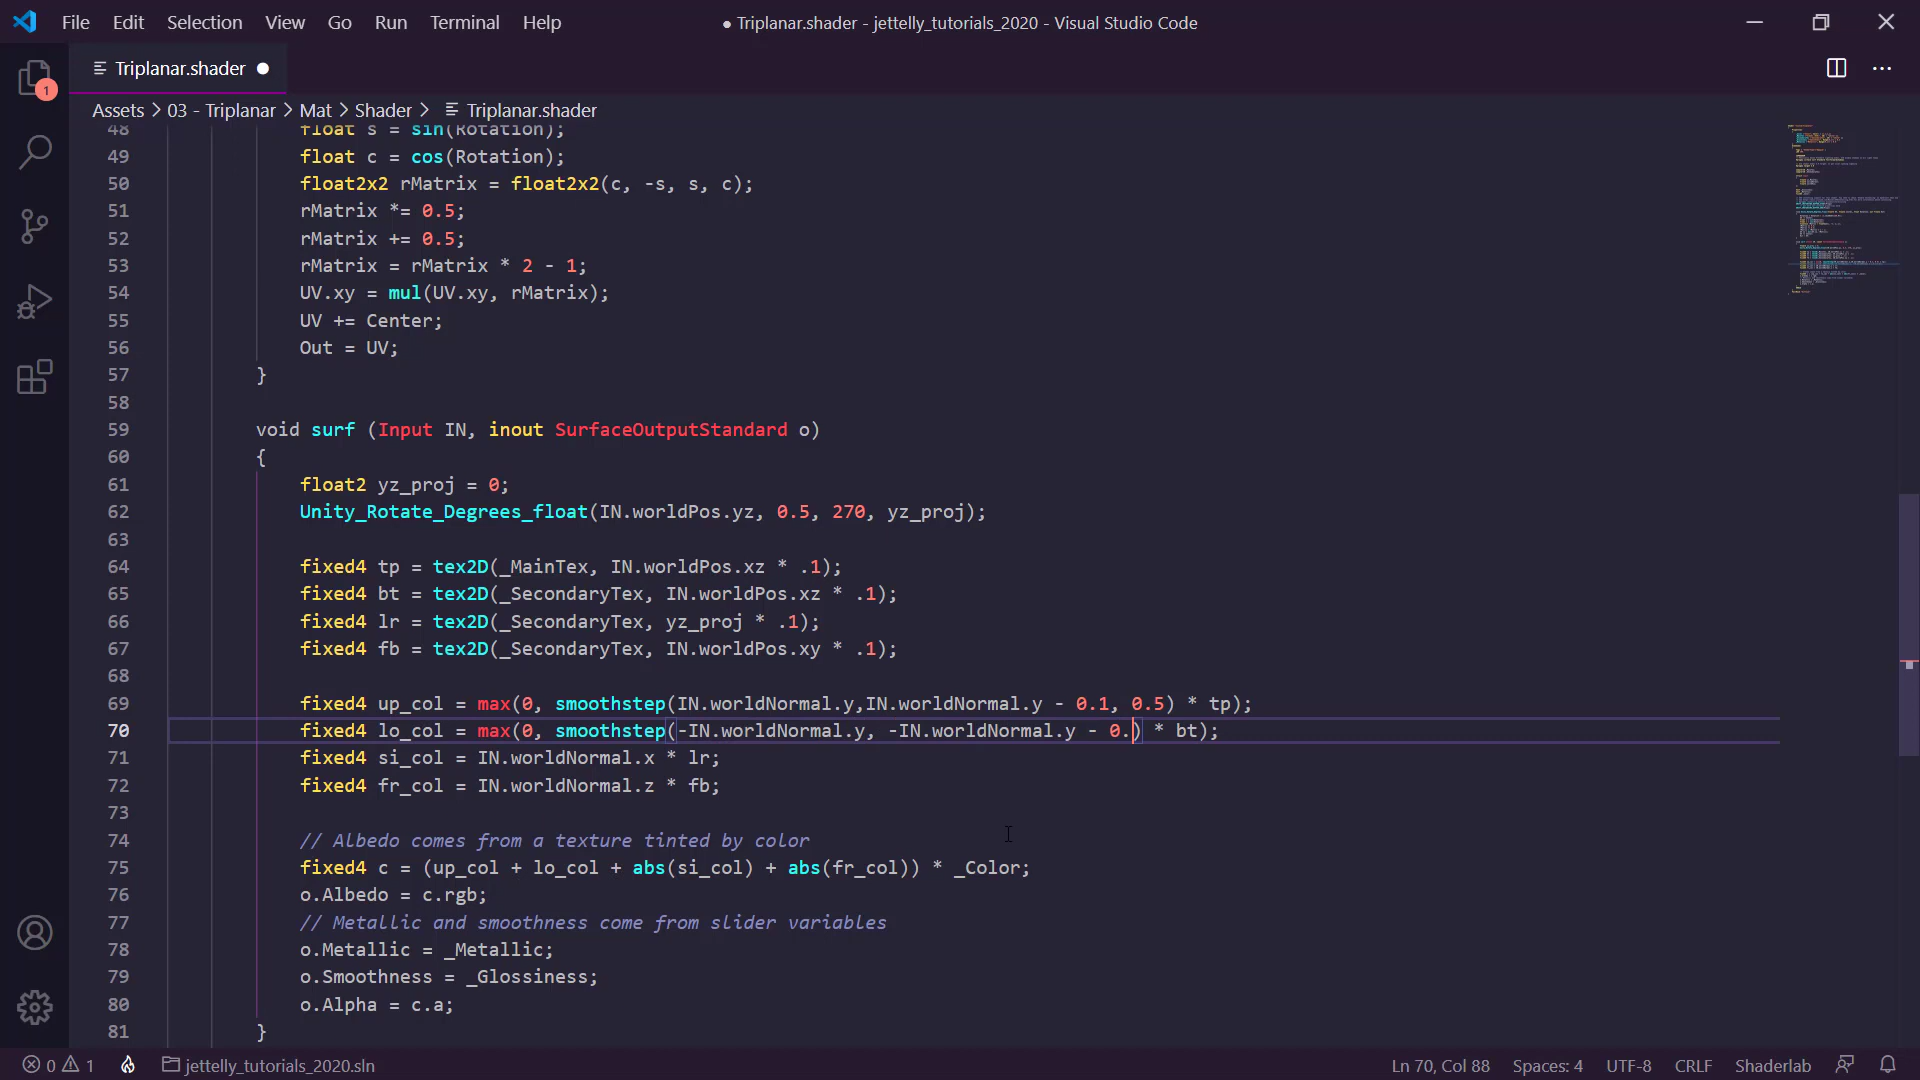 File Edit Selection View Go Run Terminal Help
● Triplanar.shader - jettelly_tutorials_2020 - Visual Studio Code
Triplanar.shader ●
1
Assets > 03 - Triplanar > Mat > Shader > Triplanar.shader
48 float s = sin(Rotation);
49 float c = cos(Rotation);
50 float2x2 rMatrix = float2x2(c, -s, s, c);
51 rMatrix *= 0.5;
52 rMatrix += 0.5;
53 rMatrix = rMatrix * 2 - 1;
54 UV.xy = mul(UV.xy, rMatrix);
55 UV += Center;
56 Out = UV;
57 }
58
59 void surf (Input IN, inout SurfaceOutputStandard o)
60 {
61 float2 yz_proj = 0;
62 Unity_Rotate_Degrees_float(IN.worldPos.yz, 0.5, 270, yz_proj);
63
64 fixed4 tp = tex2D(_MainTex, IN.worldPos.xz * .1);
65 fixed4 bt = tex2D(_SecondaryTex, IN.worldPos.xz * .1);
66 fixed4 lr = tex2D(_SecondaryTex, yz_proj * .1);
67 fixed4 fb = tex2D(_SecondaryTex, IN.worldPos.xy * .1);
68
69 fixed4 up_col = max(0, smoothstep(IN.worldNormal.y,IN.worldNormal.y - 0.1, 0.5) * tp);
70 fixed4 lo_col = max(0, smoothstep(-IN.worldNormal.y, -IN.worldNormal.y - 0.) * bt);
71 fixed4 si_col = IN.worldNormal.x * lr;
72 fixed4 fr_col = IN.worldNormal.z * fb;
73
74 // Albedo comes from a texture tinted by color
75 fixed4 c = (up_col + lo_col + abs(si_col) + abs(fr_col)) * _Color;
76 o.Albedo = c.rgb;
77 // Metallic and smoothness come from slider variables
78 o.Metallic = _Metallic;
79 o.Smoothness = _Glossiness;
80 o.Alpha = c.a;
81 }
0 1 jettelly_tutorials_2020.sln Ln 70, Col 88 Spaces: 4 UTF-8 CRLF Shaderlab